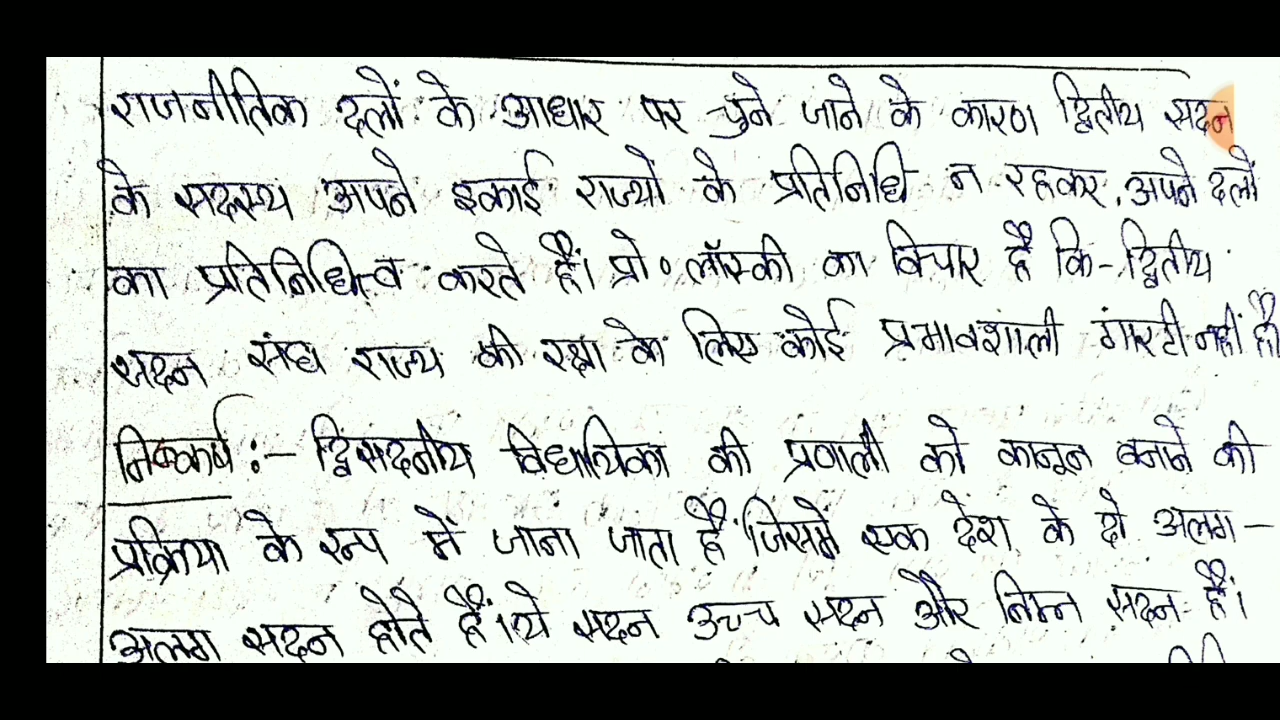 राजनीतिक दलों के आधार पर चुने जाने के कारण द्वितीय सदन
के सदस्य अपने इकाई राज्यों के प्रतिनिधि न रहकर, अपने दलों
का प्रतिनिधित्व करते हैं। प्रो॰ लॉस्की का विचार है कि - द्वितीय
सदन संघ राज्य की रक्षा के लिए कोई प्रभावशाली गारंटी नहीं है।
निष्कर्ष :- द्विसदनीय विधायिका की प्रणाली को कानून बनाने की
प्रक्रिया के रूप में जाना जाता है जिसमें एक देश के दो अलग-
अलग सदन होते हैं। ये सदन उच्च सदन और निम्न सदन हैं।